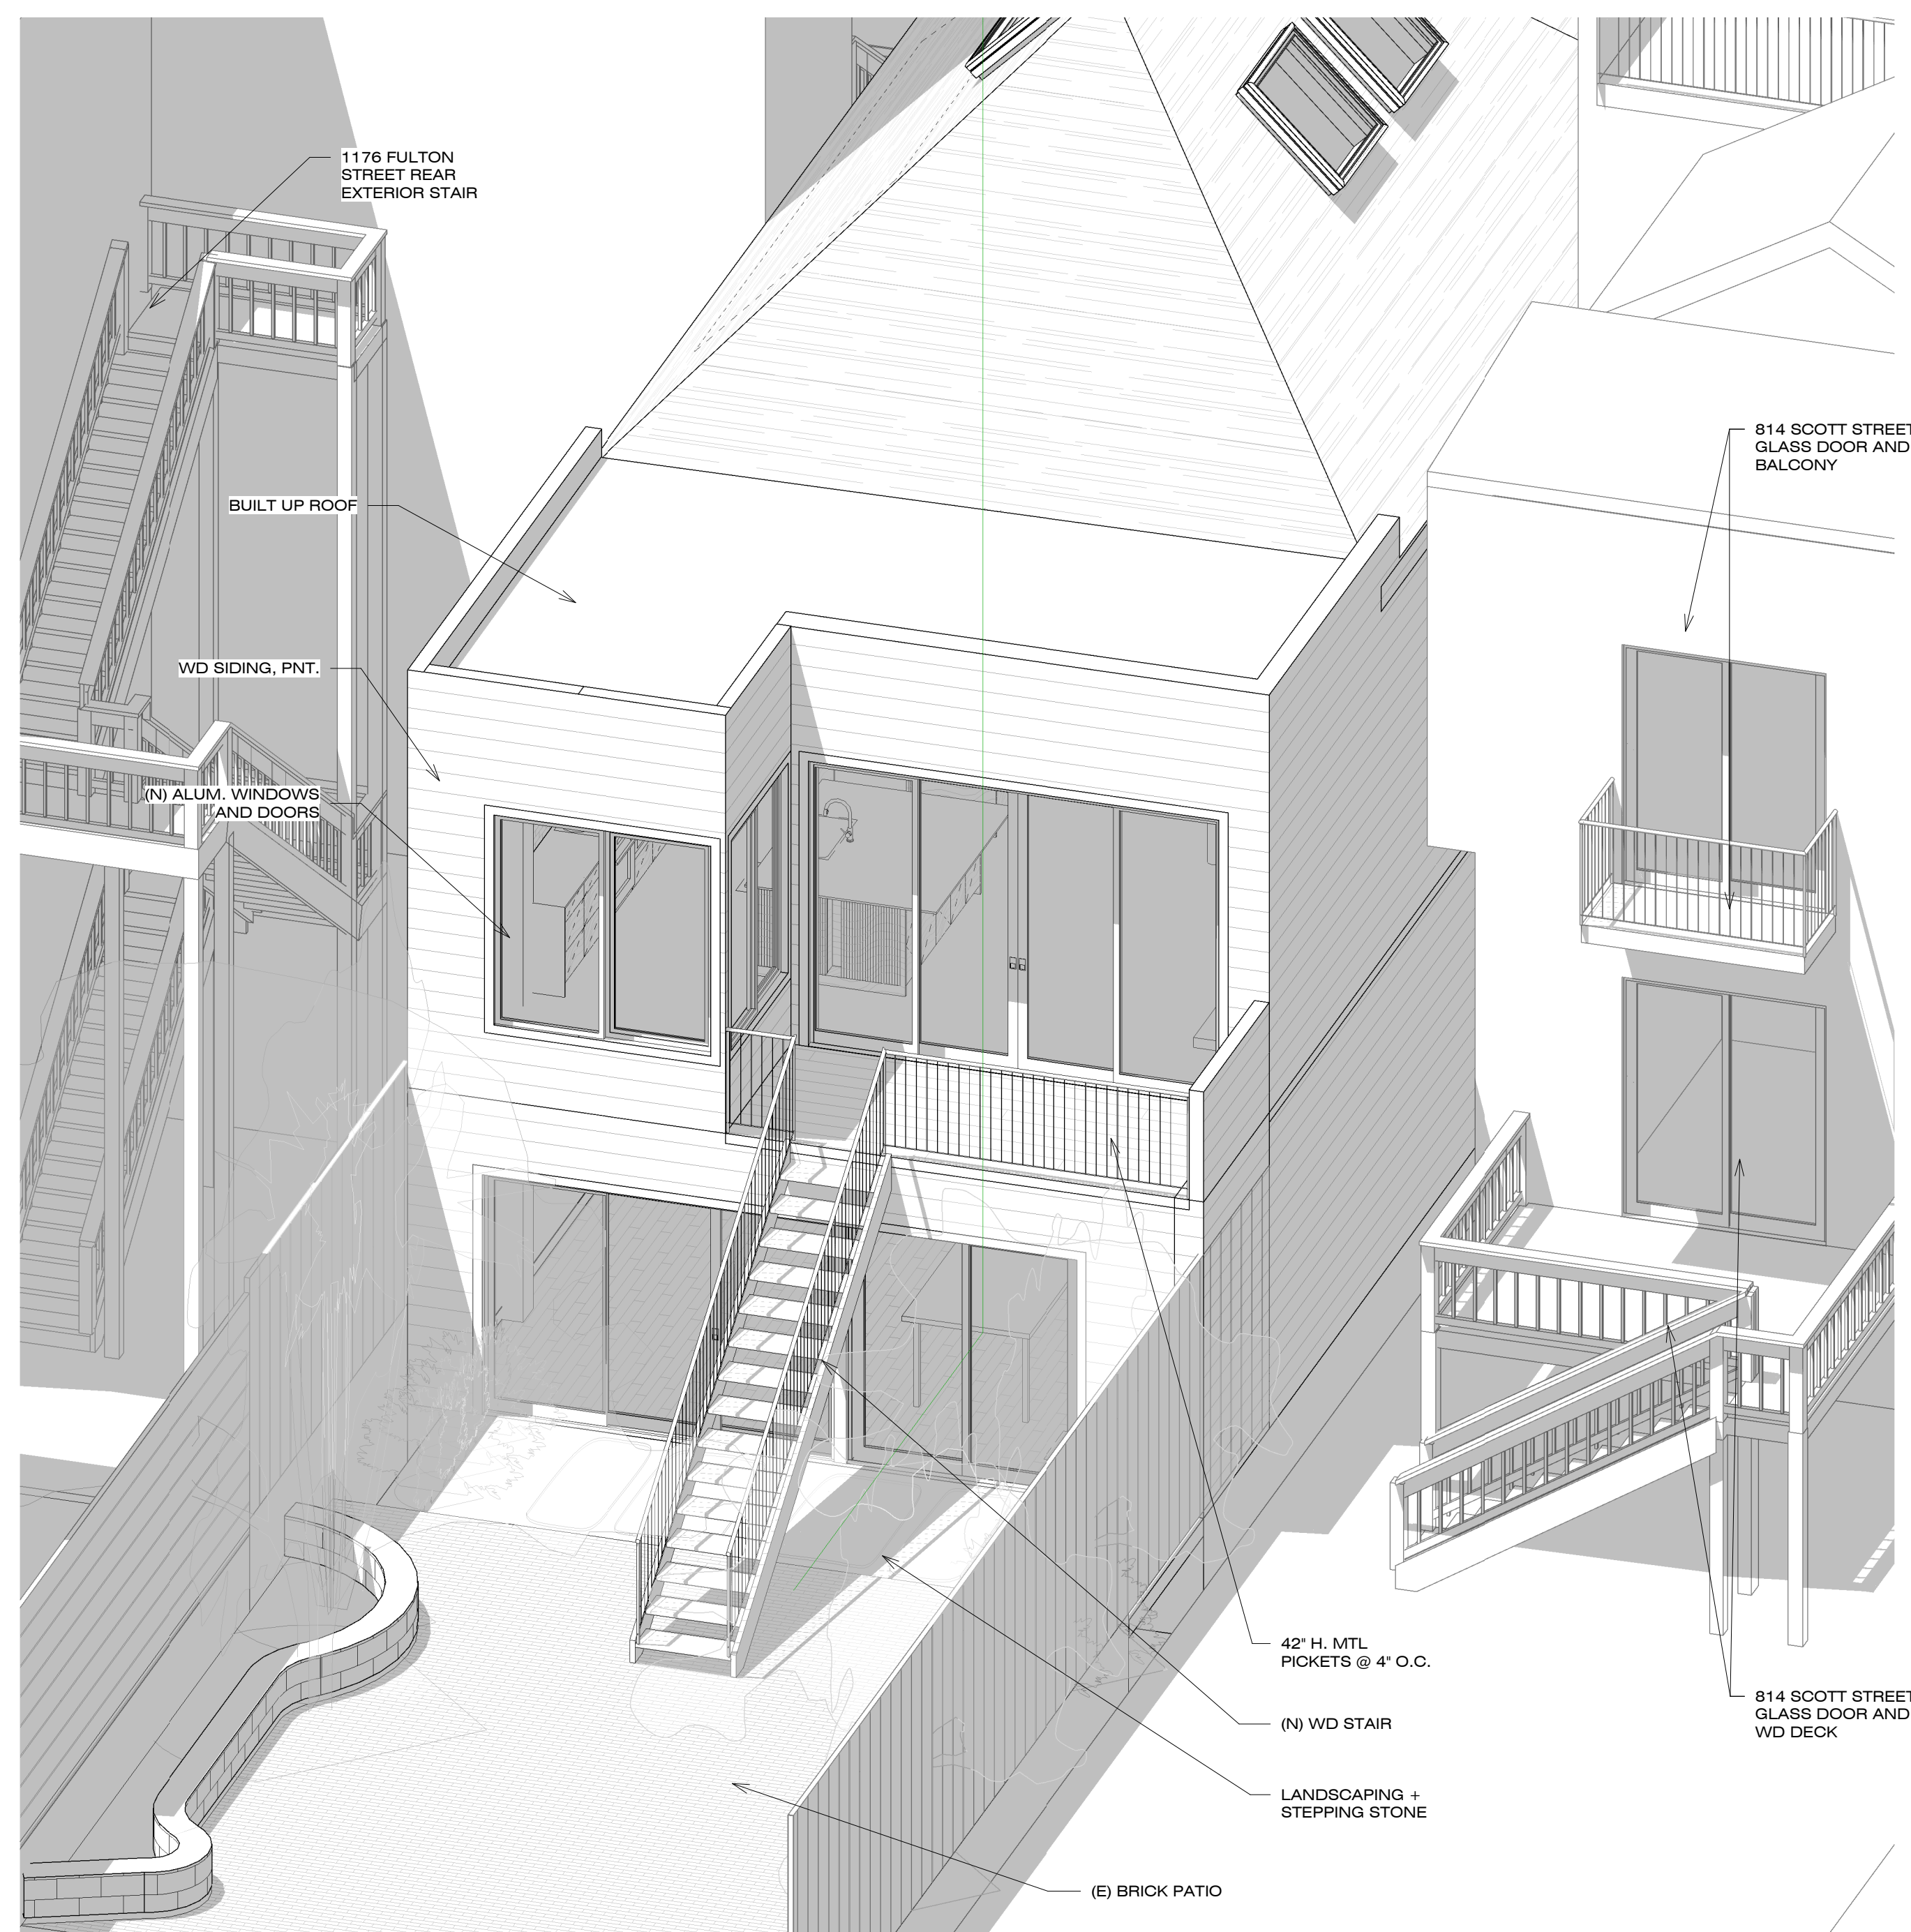 1176 FULTON
STREET REAR
EXTERIOR STAIR
814 SCOTT STREET
GLASS DOOR AND
BALCONY
BUILT UP ROOF
WD SIDING, PNT.
(N) ALUM. WINDOWS
AND DOORS
42" H. MTL
PICKETS @ 4" O.C.
(N) WD STAIR
814 SCOTT STREET
GLASS DOOR AND
WD DECK
LANDSCAPING +
STEPPING STONE
(E) BRICK PATIO